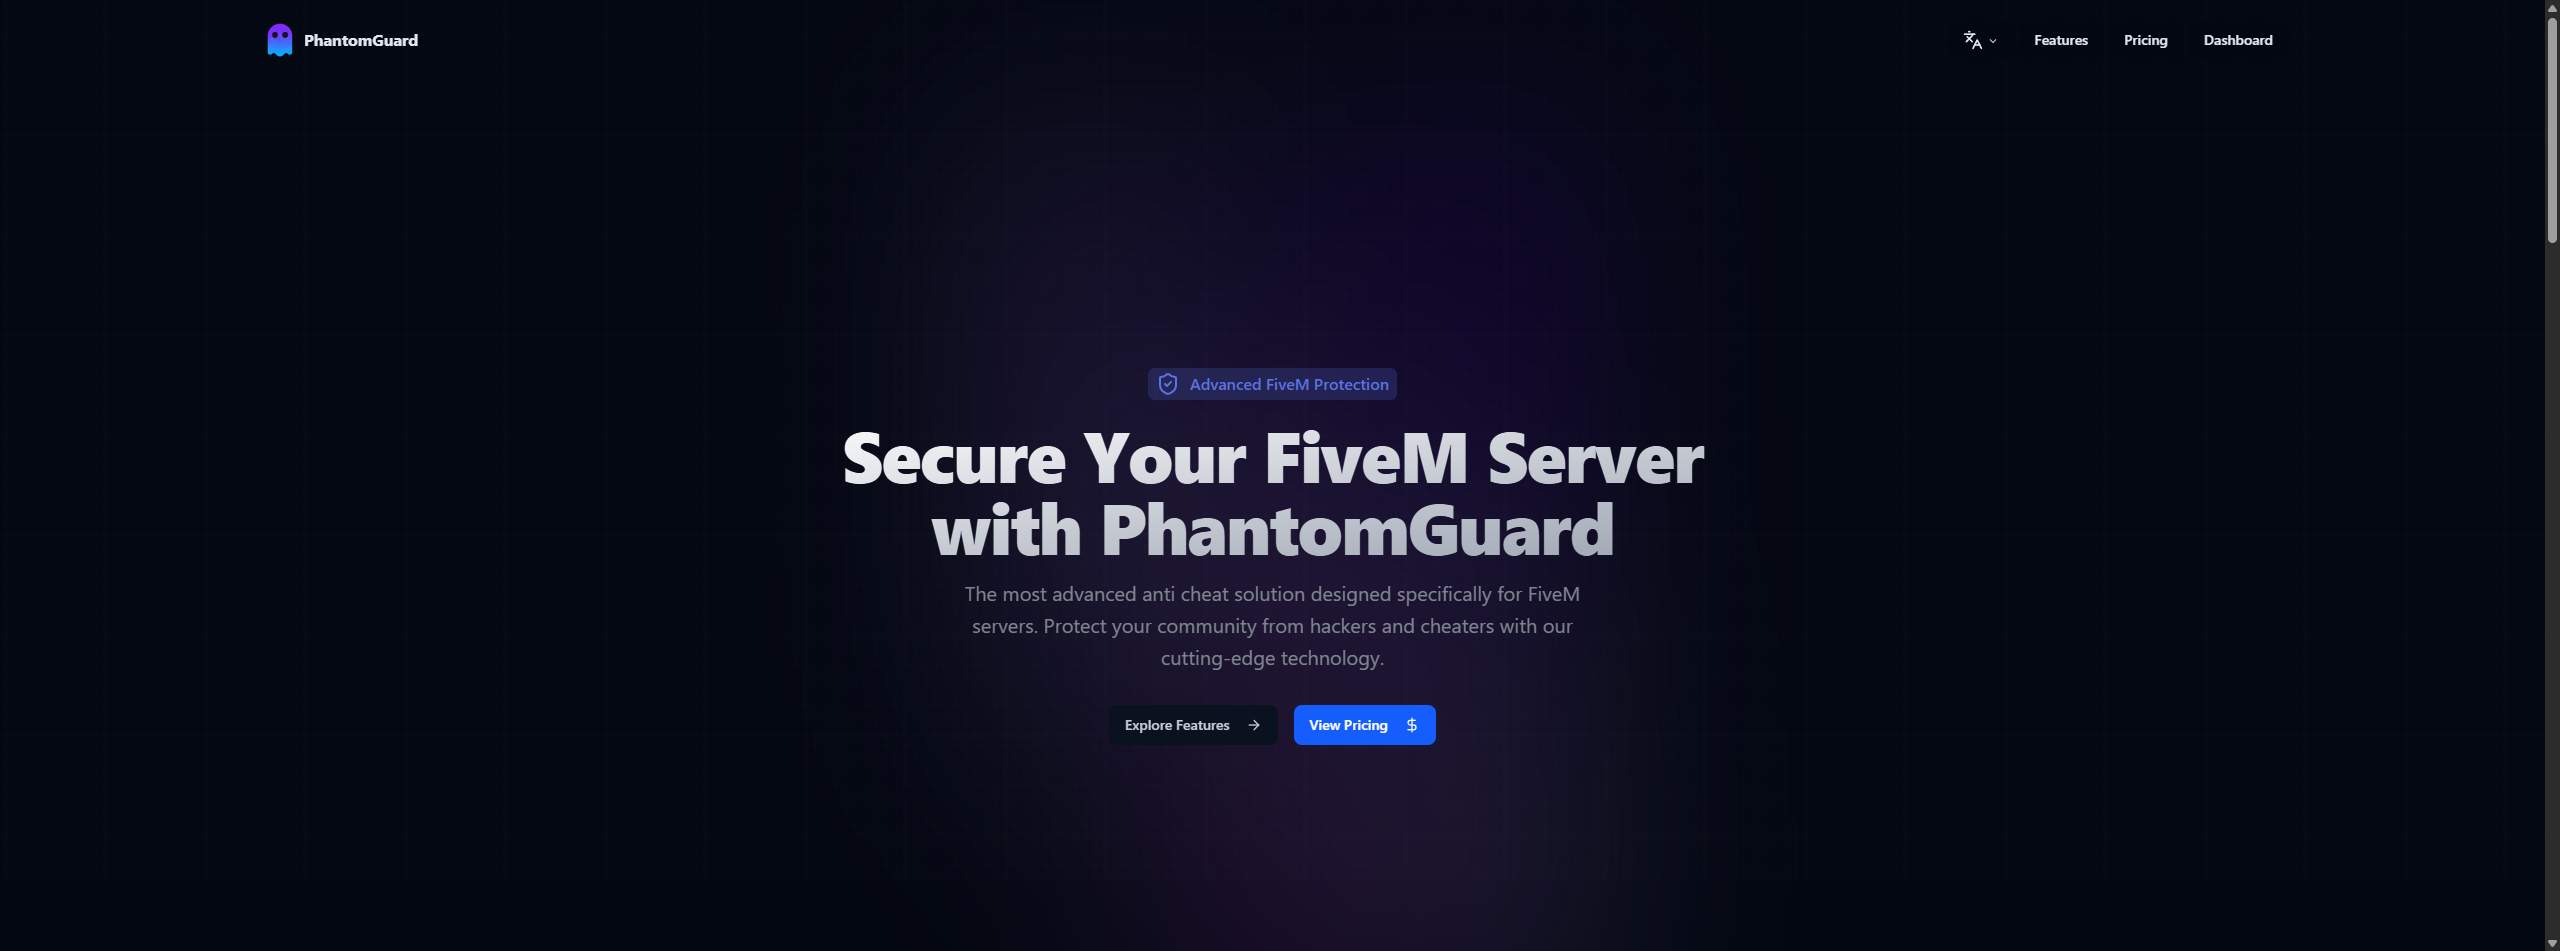 PhantomGuard
Features
Pricing
Dashboard
Advanced FiveM Protection
Secure Your FiveM Server
with PhantomGuard
The most advanced anti cheat solution designed specifically for FiveM
servers. Protect your community from hackers and cheaters with our
cutting-edge technology.
Explore Features
View Pricing